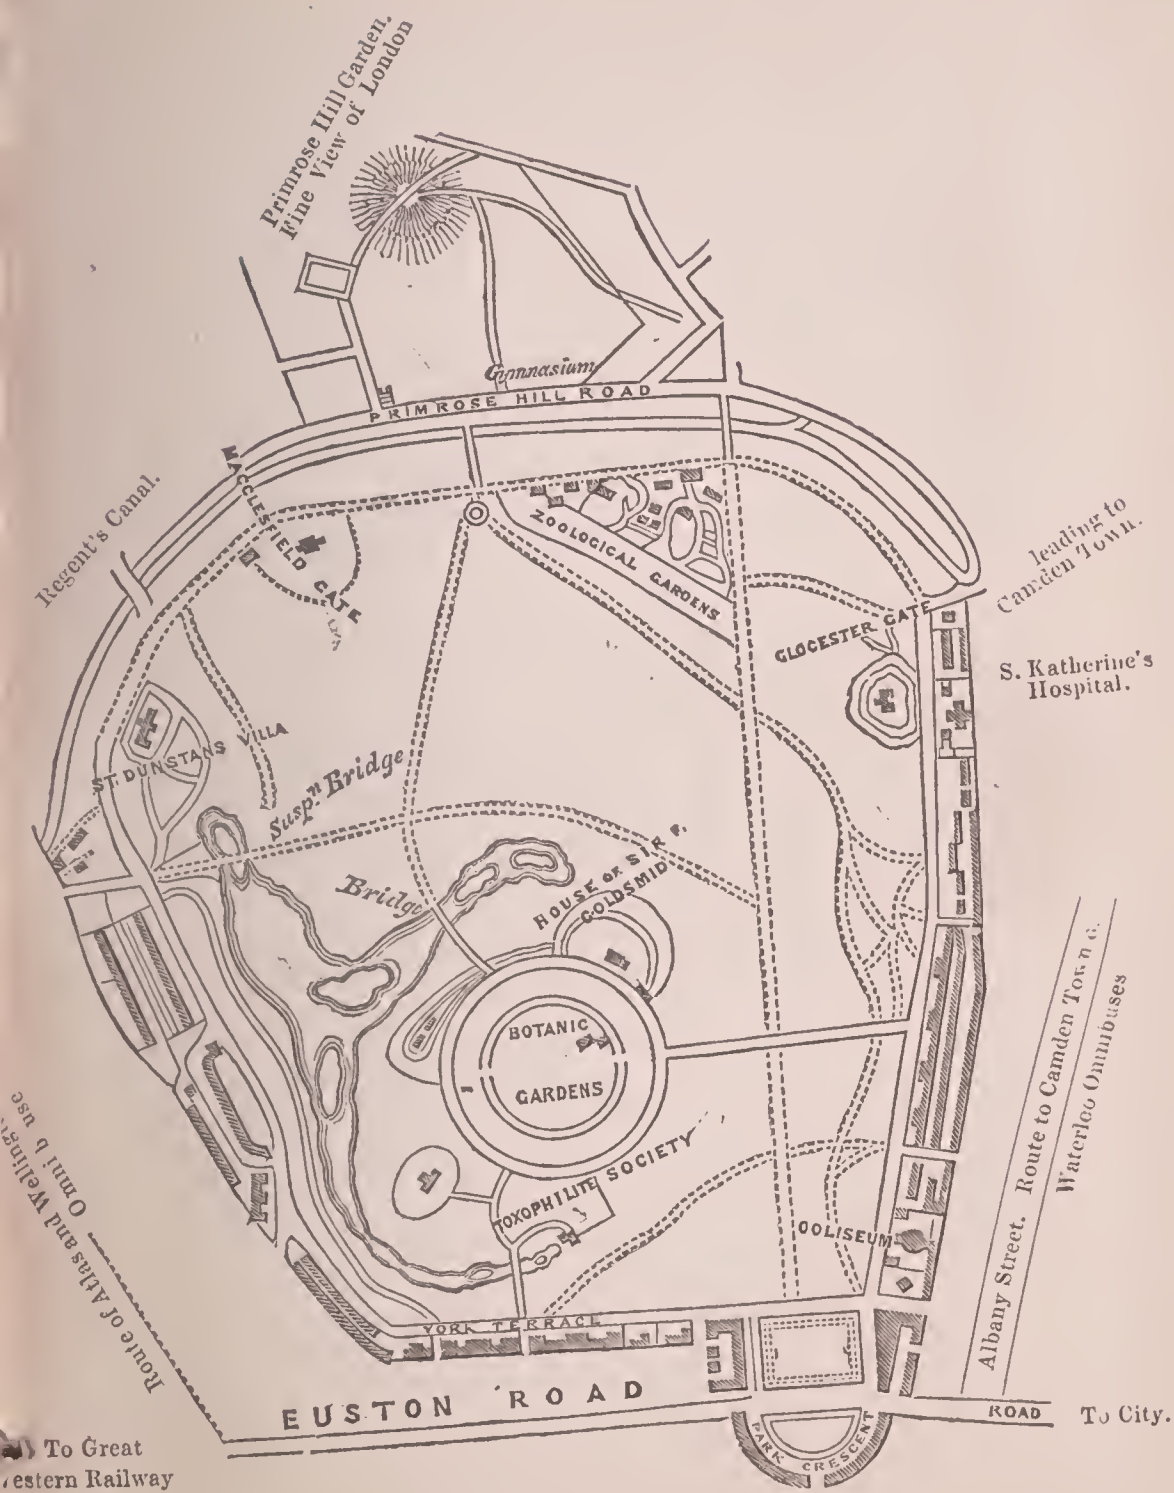 Primrose Hill Garden.
Fine View of London
Gymnasium
PRIMROSE HILL ROAD
MACCLESFIELD GATE
Regent's Canal.
ZOOLOGICAL GARDENS
leading to
Camden Town.
GLOCESTER GATE
S. Katherine's
Hospital.
ST. DUNSTANS VILLA
Suspn. Bridge
Bridge
HOUSE OF SIR F.
GOLDSMID
BOTANIC
GARDENS
TOXOPHILITE SOCIETY
COLISEUM
Albany Street. Route to Camden Town &
Waterloo Omnibuses
Route of Atlas and
Omnibuse
YORK TERRACE
EUSTON ROAD
ROAD
To City.
PARK CRESCENT
To Great
estern Railway